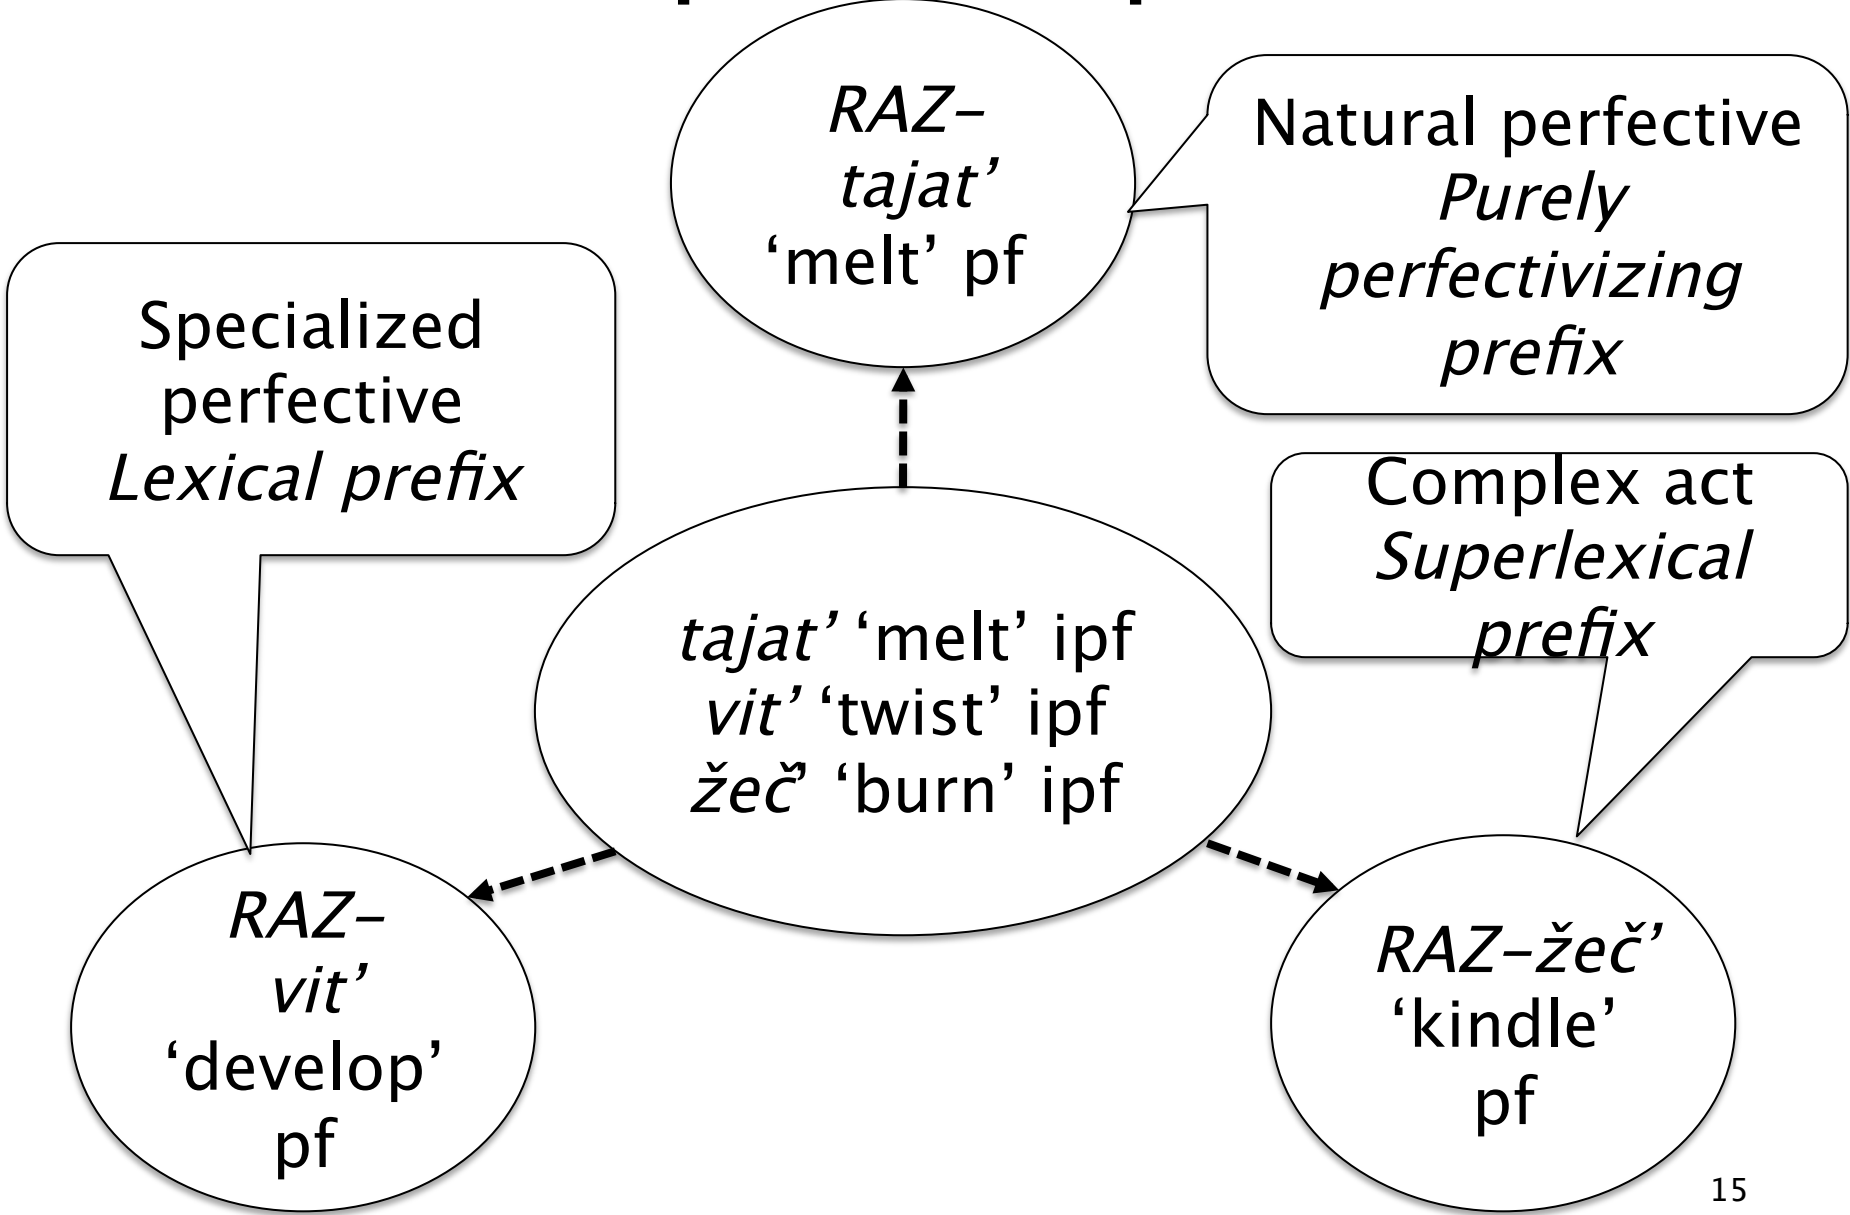 RAZ–
tajat’
‘melt’ pf
Natural perfective
Purely
perfectivizing
prefix
Specialized
perfective
Lexical prefix
Complex act
Superlexical
prefix
tajat’ ‘melt’ ipf
vit’ ‘twist’ ipf
žeč’ ‘burn’ ipf
RAZ–
vit’
‘develop’
pf
RAZ–žeč’
‘kindle’
pf
15